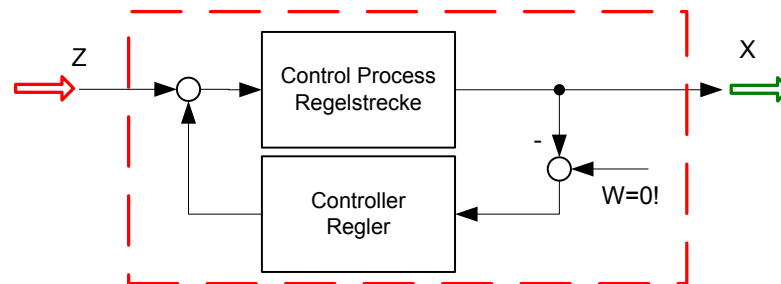 Z
X
Control Process
Regelstrecke
-
W=0!
Controller
Regler